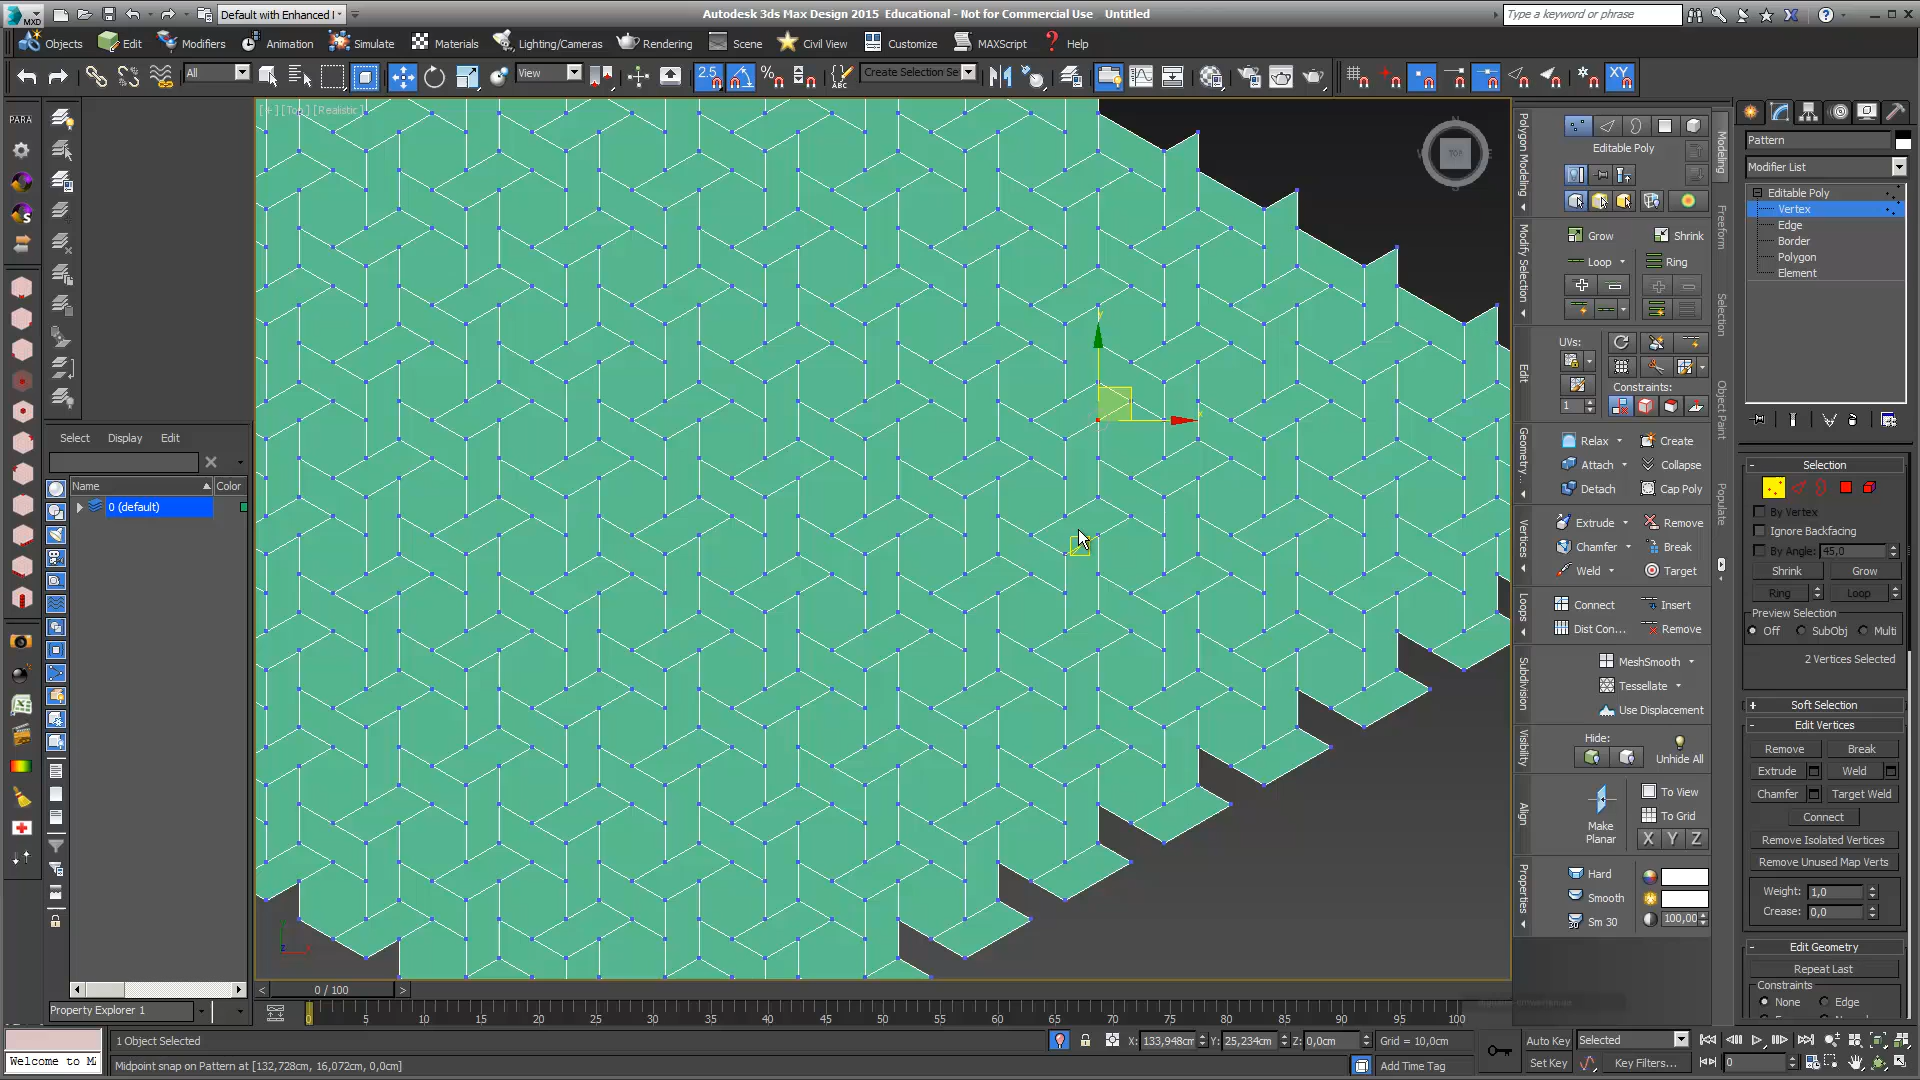 MXD
Default with Enhanced I
Autodesk 3ds Max Design 2015 Educational - Not for Commercial Use Untitled
Type a keyword or phrase
Objects Edit Modifiers Animation Simulate Materials Lighting/Cameras Rendering Scene Civil View Customize MAXScript Help
All
View
2.5
Create Selection Se
XY
PARA
[+][Top][Realistic]
TOP
Polygon Modeling
Modify Selection
Edit
Geometry...
Vertices
Loops
Subdivision
Visibility
Align
Properties
Modeling
Freeform
Selection
Object Paint
Populate
Editable Poly
Grow Shrink
Loop Ring
UVs:
Constraints:
1
Relax Create
Attach Collapse
Detach Cap Poly
Extrude Remove
Chamfer Break
Weld Target
Connect Insert
Dist Con... Remove
MeshSmooth
Tessellate
Use Displacement
Hide:
Unhide All
To View
To Grid
Make
Planar
X Y Z
Hard
Smooth
Sm 30 100,00
Pattern
Modifier List
Editable Poly
Vertex
Edge
Border
Polygon
Element
Selection
By Vertex
Ignore Backfacing
By Angle: 45,0
Shrink Grow
Ring Loop
Preview Selection
Off SubObj Multi
2 Vertices Selected
Soft Selection
Edit Vertices
Remove Break
Extrude Weld
Chamfer Target Weld
Connect
Remove Isolated Vertices
Remove Unused Map Verts
Weight: 1,0
Crease: 0,0
Edit Geometry
Repeat Last
Constraints
None Edge
Select Display Edit
Name Color
0 (default)
Property Explorer 1
0 / 100
0 5 10 15 20 25 30 35 40 45 50 55 60 65 70 75 80 85 90 95 100
1 Object Selected
X: 133,948cm Y: 25,234cm Z: 0,0cm Grid = 10,0cm
Auto Key Selected
Welcome to M
Midpoint snap on Pattern at [132,728cm, 16,072cm, 0,0cm]
Add Time Tag
Set Key Key Filters...
0